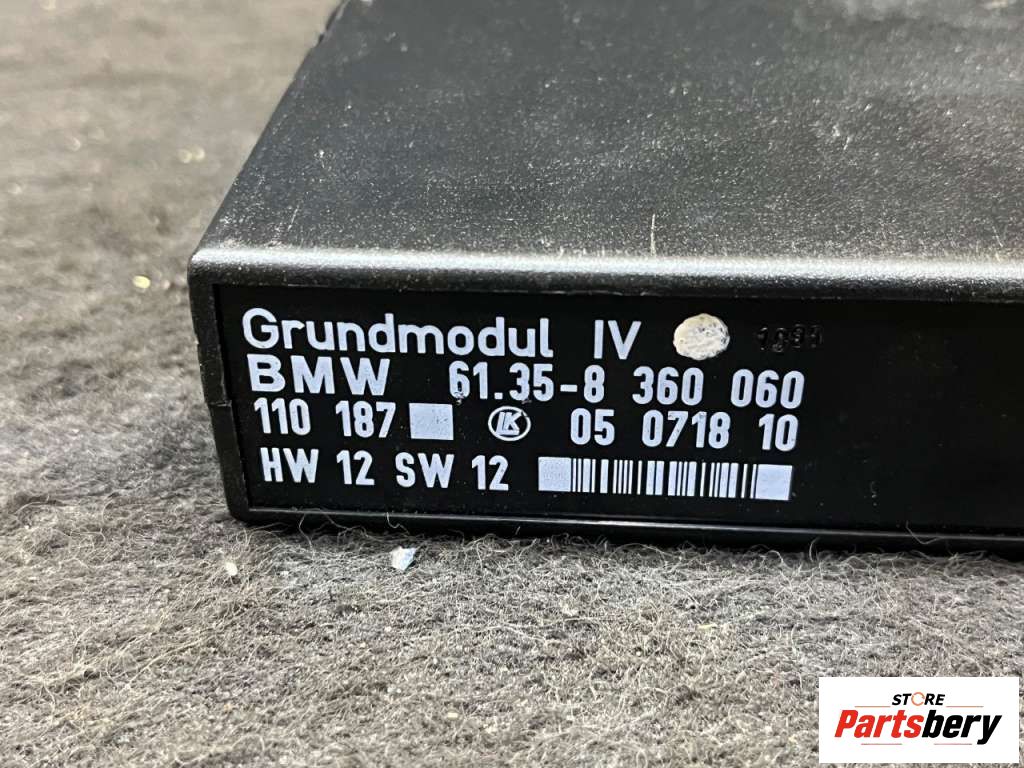 Grundmodul IV
BMW 61.35-8 360 060
110 187 LK 05 0718 10
HW 12 SW 12
STORE
Partsbery